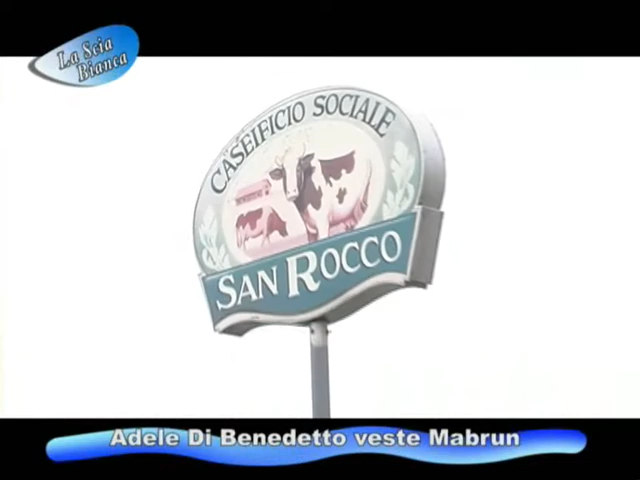 La Scia
Bianca
CASEIFICIO SOCIALE
SAN ROCCO
Adele Di Benedetto veste Mabrun